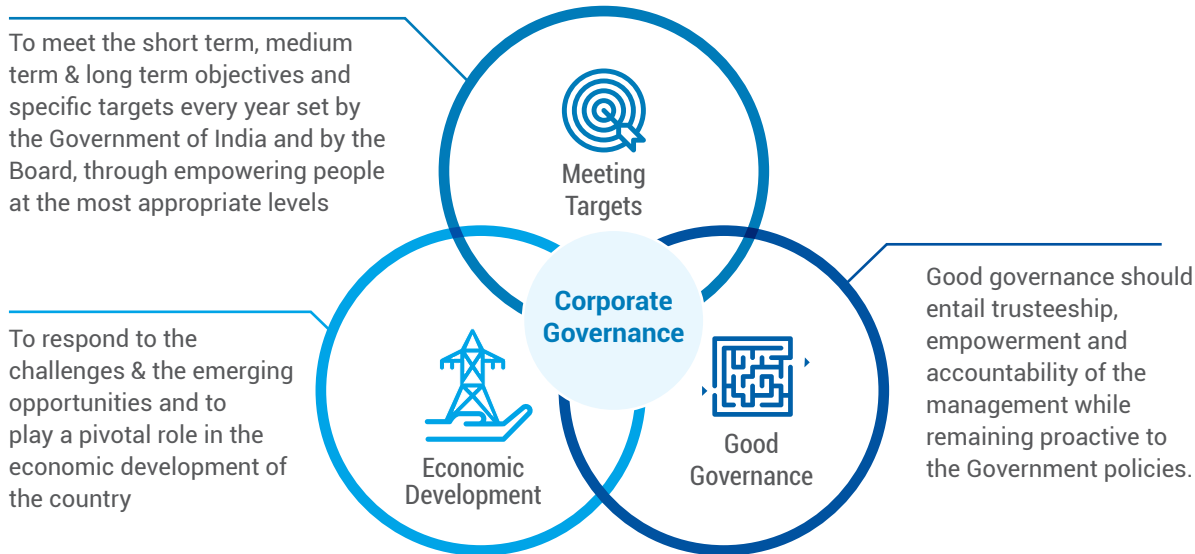 To meet the short term, medium
term & long term objectives and
specific targets every year set by
the Government of India and by the
Board, through empowering people
at the most appropriate levels
Meeting
Targets
Corporate
Governance
To respond to the
challenges & the emerging
opportunities and to
play a pivotal role in the
economic development of
the country
Economic
Development
Good
Governance
Good governance should
entail trusteeship,
empowerment and
accountability of the
management while
remaining proactive to
the Government policies.